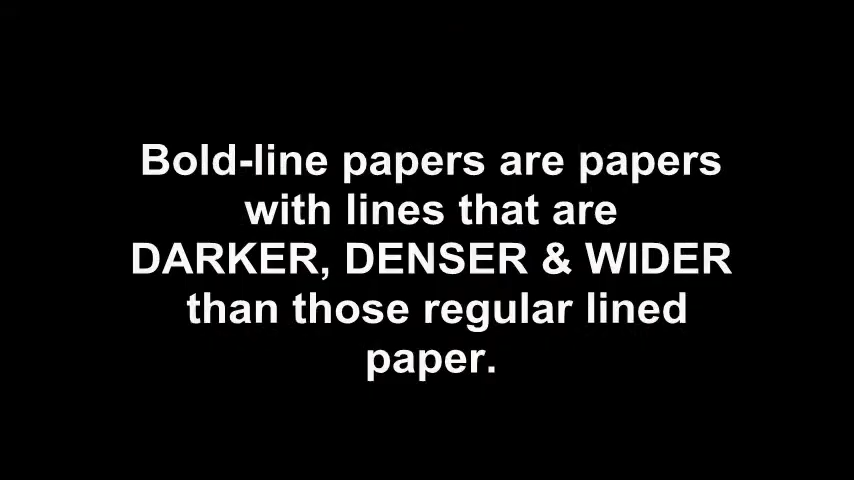 Bold-line papers are papers
with lines that are
DARKER, DENSER & WIDER
than those regular lined
paper.